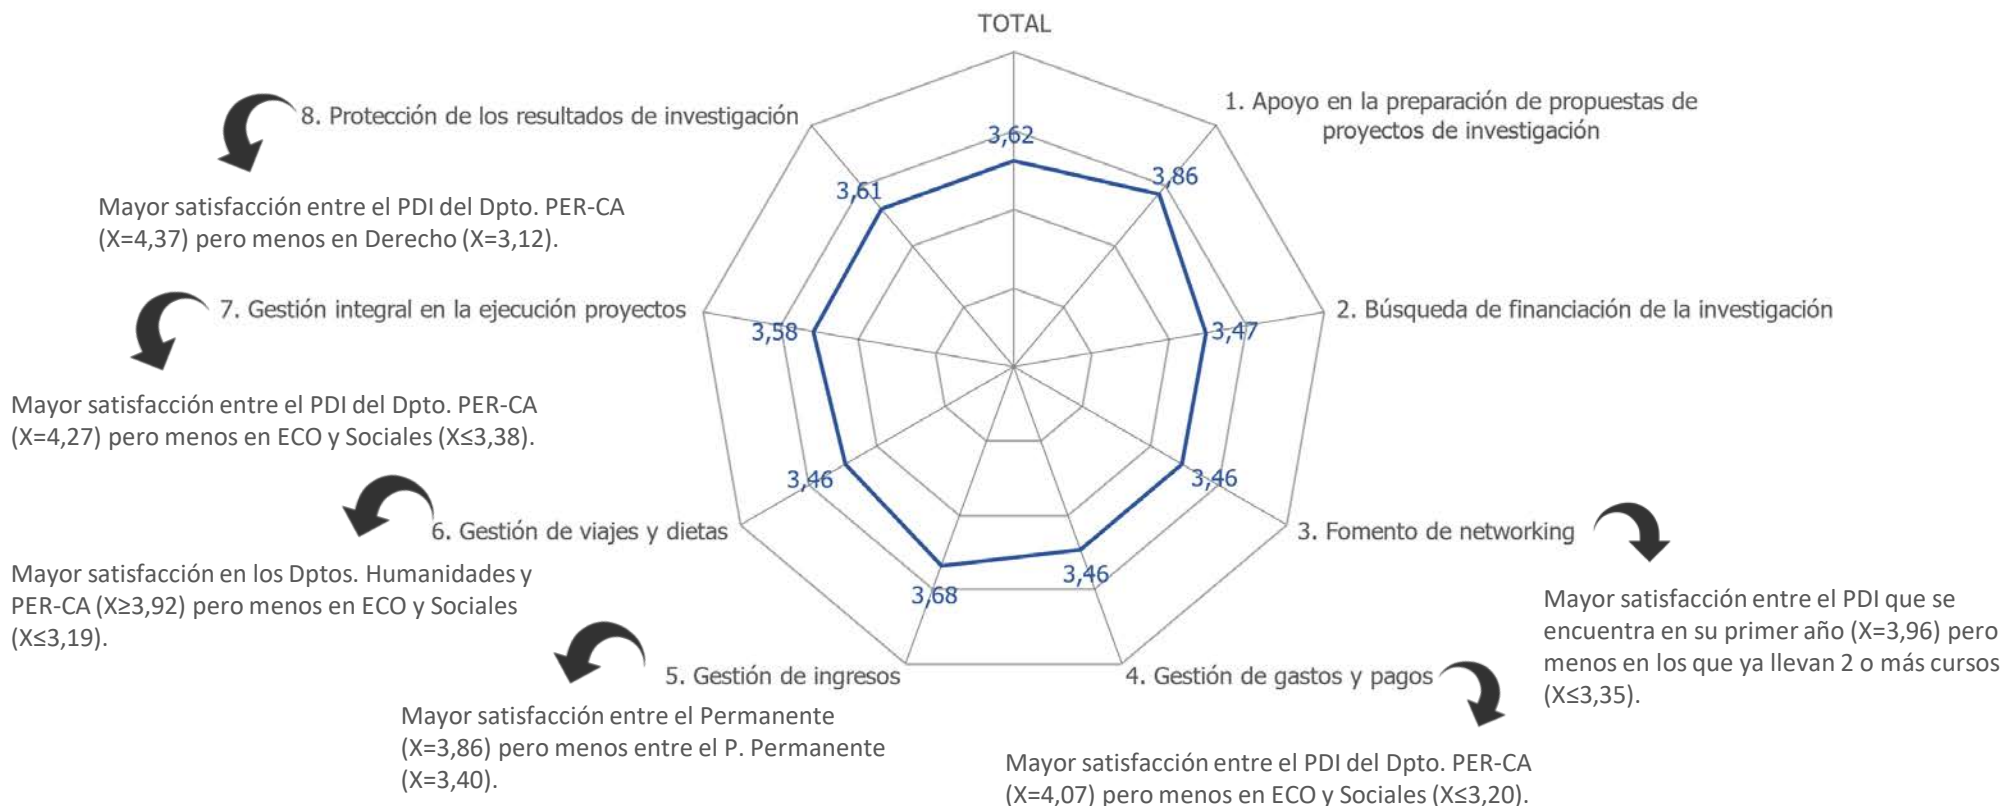 TOTAL
1. Apoyo en la preparación de propuestas de
proyectos de investigación
8. Protección de los resultados de investigación
3,62
3,86
3,61
Mayor satisfacción entre el PDI del Dpto. PER-CA
(X=4,37) pero menos en Derecho (X=3,12).
7. Gestión integral en la ejecución proyectos
2. Búsqueda de financiación de la investigación
3,58
3,47
Mayor satisfacción entre el PDI del Dpto. PER-CA
(X=4,27) pero menos en ECO y Sociales (X≤3,38).
3,46
3,46
6. Gestión de viajes y dietas
3. Fomento de networking
Mayor satisfacción en los Dptos. Humanidades y
PER-CA (X≥3,92) pero menos en ECO y Sociales
(X≤3,19).
3,46
3,68
Mayor satisfacción entre el PDI que se
encuentra en su primer año (X=3,96) pero
menos en los que ya llevan 2 o más cursos
(X≤3,35).
5. Gestión de ingresos
4. Gestión de gastos y pagos
Mayor satisfacción entre el Permanente
(X=3,86) pero menos entre el P. Permanente
(X=3,40).
Mayor satisfacción entre el PDI del Dpto. PER-CA
(X=4,07) pero menos en ECO y Sociales (X≤3,20).